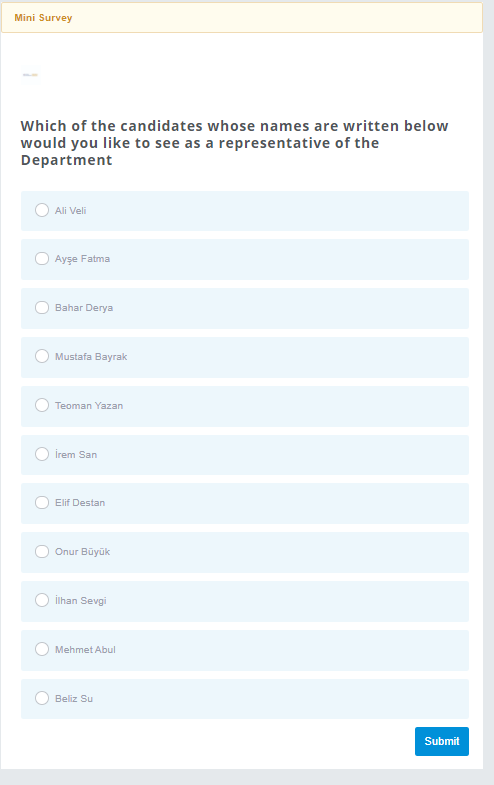 Mini Survey
Which of the candidates whose names are written below
would you like to see as a representative of the
Department
Ali Veli
Ayşe Fatma
Bahar Derya
Mustafa Bayrak
Teoman Yazan
İrem San
Elif Destan
Onur Büyük
İlhan Sevgi
Mehmet Abul
Beliz Su
Submit